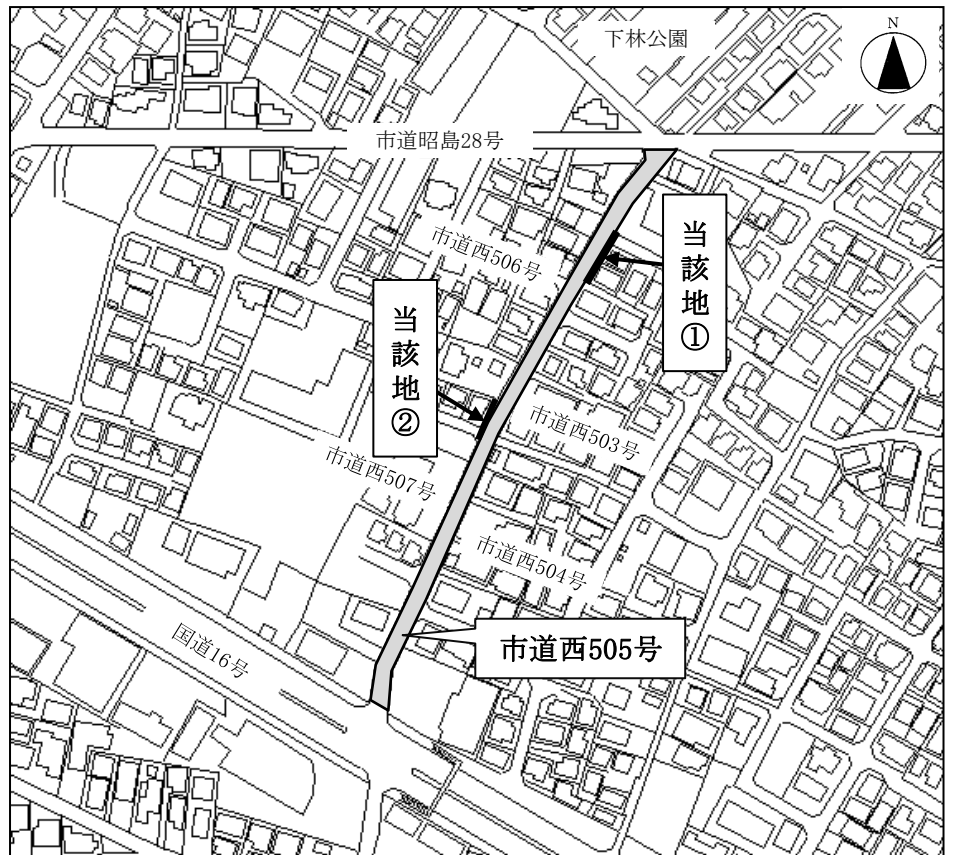 下林公園
N
市道昭島28号
当該地①
市道西506号
当該地②
市道西503号
市道西507号
市道西504号
国道16号
市道西505号